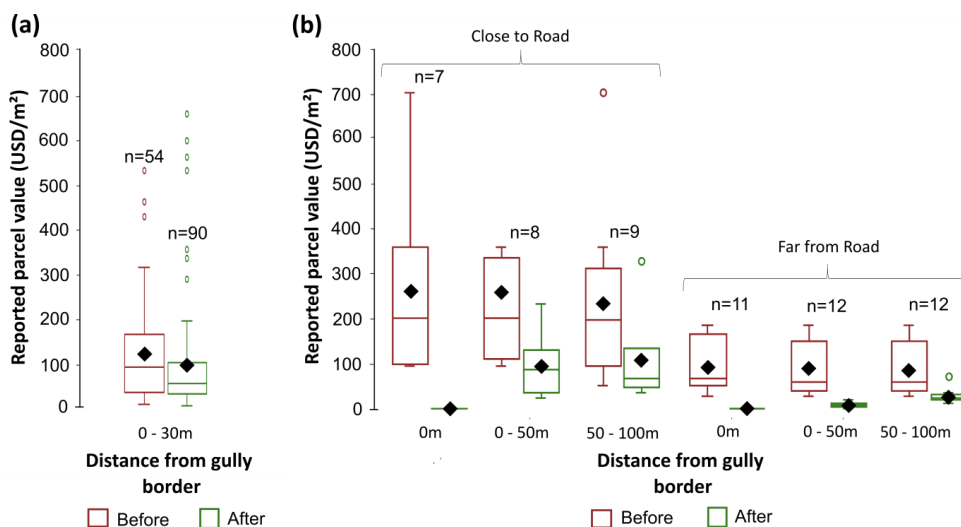 (a)
Reported parcel value (USD/m²)
800
700
600
500
400
300
200
100
0
n=54
n=90
0 - 30m
Distance from gully
border
Before
After
(b)
Reported parcel value (USD/m²)
800
700
600
500
400
300
200
100
0
Close to Road
n=7
n=8
n=9
Far from Road
n=11
n=12
n=12
0m
0 - 50m
50 - 100m
0m
0 - 50m
50 - 100m
Distance from gully
border
Before
After